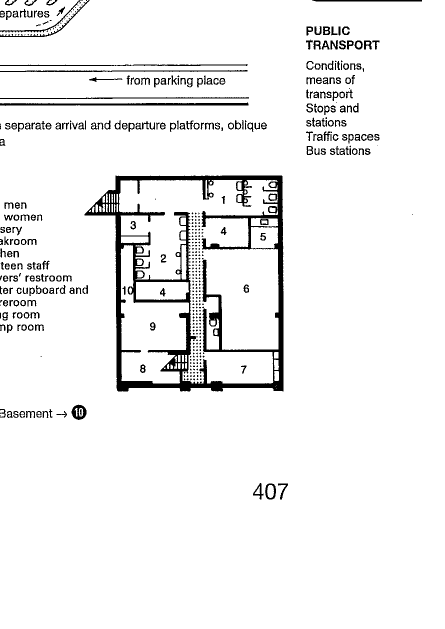 epartures
from parking place
separate arrival and departure platforms, oblique
a
PUBLIC
TRANSPORT
Conditions,
means of
transport
Stops and
stations
Traffic spaces
Bus stations
men
women
sery
akroom
hen
teen staff
vers' restroom
ter cupboard and
reroom
ng room
mp room
1
3
4
5
2
6
10
4
9
8
7
Basement → 10
407